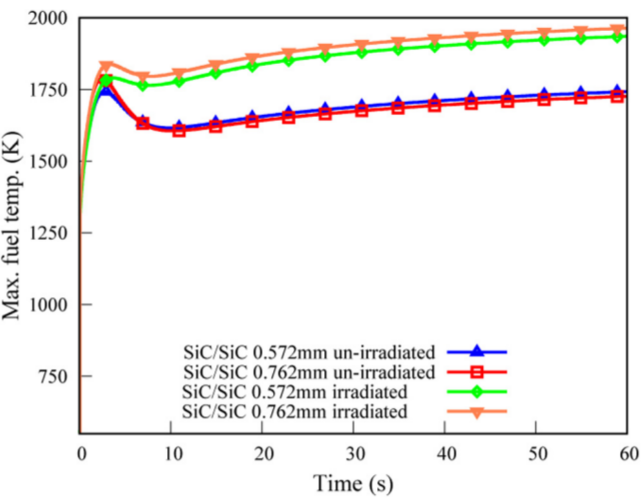 2000
1750
1500
1250
1000
750
Max. fuel temp. (K)
SiC/SiC 0.572mm un-irradiated
SiC/SiC 0.762mm un-irradiated
SiC/SiC 0.572mm irradiated
SiC/SiC 0.762mm irradiated
0 10 20 30 40 50 60
Time (s)